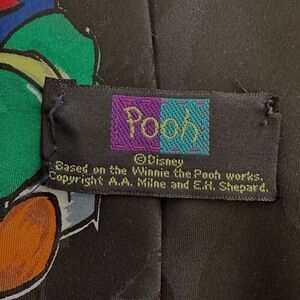 Pooh
©Disney
Based on the Winnie the Pooh works.
Copyright A.A. Milne and E.H. Shepard.